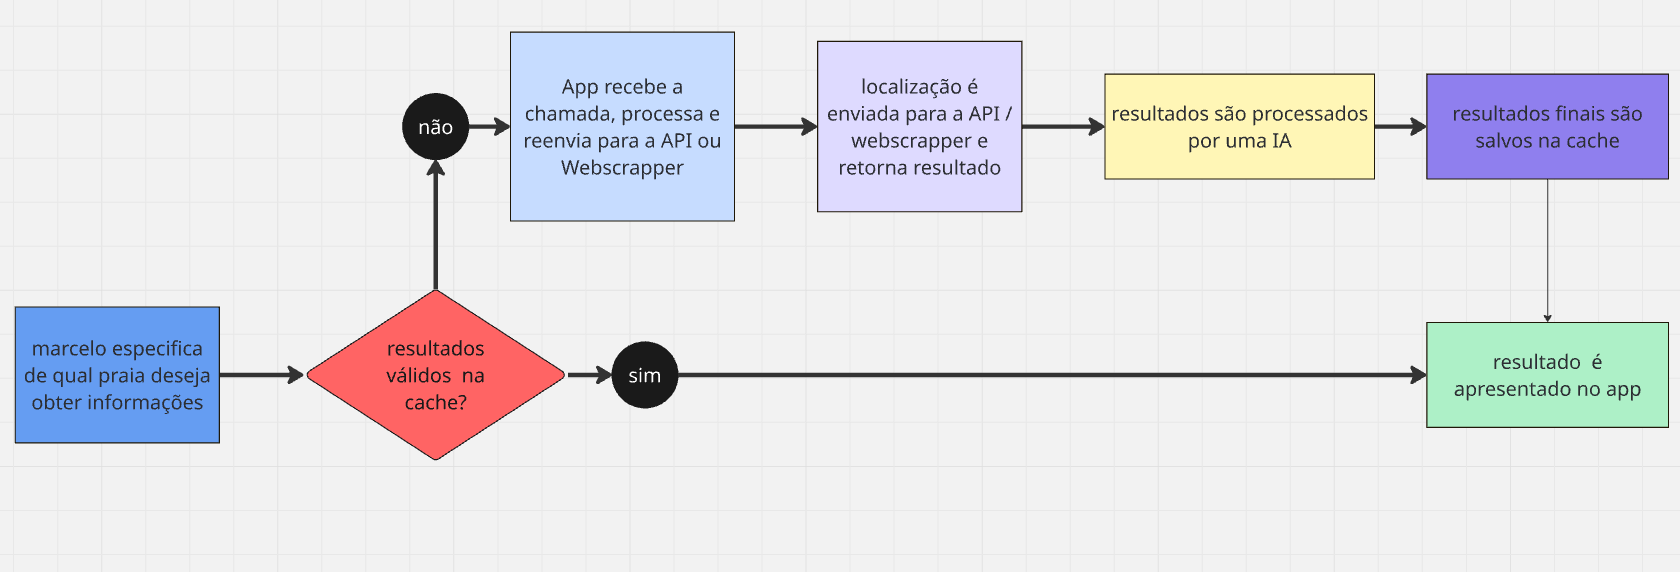 não
App recebe a
chamada, processa e
reenvia para a API ou
Webscrapper
localização é
enviada para a API /
webscrapper e
retorna resultado
resultados são processados
por uma IA
resultados finais são
salvos na cache
marcelo especifica
de qual praia deseja
obter informações
resultados
válidos na
cache?
sim
resultado é
apresentado no app